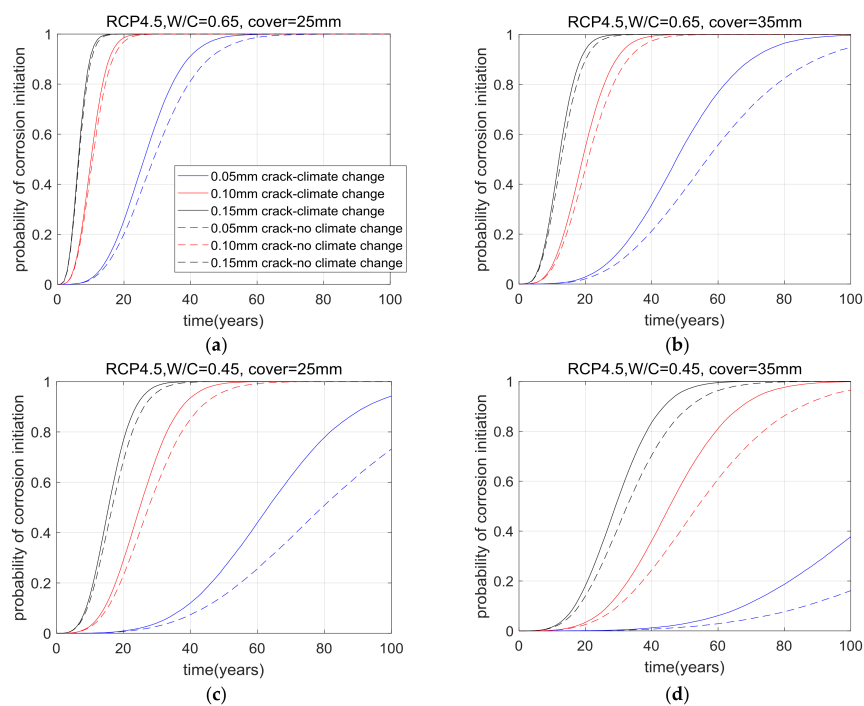 RCP4.5,W/C=0.65, cover=25mm
probability of corrosion initiation
1
0.8
0.6
0.4
0.2
0
0 20 40 60 80 100
time(years)
0.05mm crack-climate change
0.10mm crack-climate change
0.15mm crack-climate change
0.05mm crack-no climate change
0.10mm crack-no climate change
0.15mm crack-no climate change
(a)
RCP4.5,W/C=0.65, cover=35mm
probability of corrosion initiation
1
0.8
0.6
0.4
0.2
0
0 20 40 60 80 100
time(years)
(b)
RCP4.5,W/C=0.45, cover=25mm
probability of corrosion initiation
1
0.8
0.6
0.4
0.2
0
0 20 40 60 80 100
time(years)
(c)
RCP4.5,W/C=0.45, cover=35mm
probability of corrosion initiation
1
0.8
0.6
0.4
0.2
0
0 20 40 60 80 100
time(years)
(d)